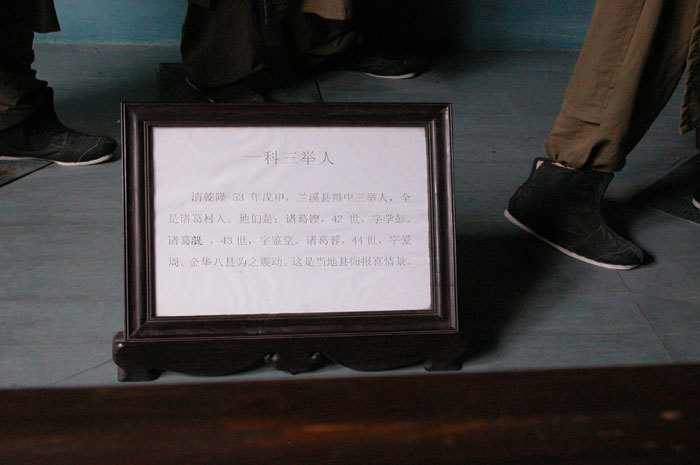 一科三举人
清乾隆 53 年戊申，兰溪县得中三举人，全
是诸葛村人。他们是：诸葛铿，42 世，字学彭。
诸葛，43 世，字鉴堂。诸葛蓉，44 世，字爱
周。金华八县为之震动。这是当地县衙报喜情景。